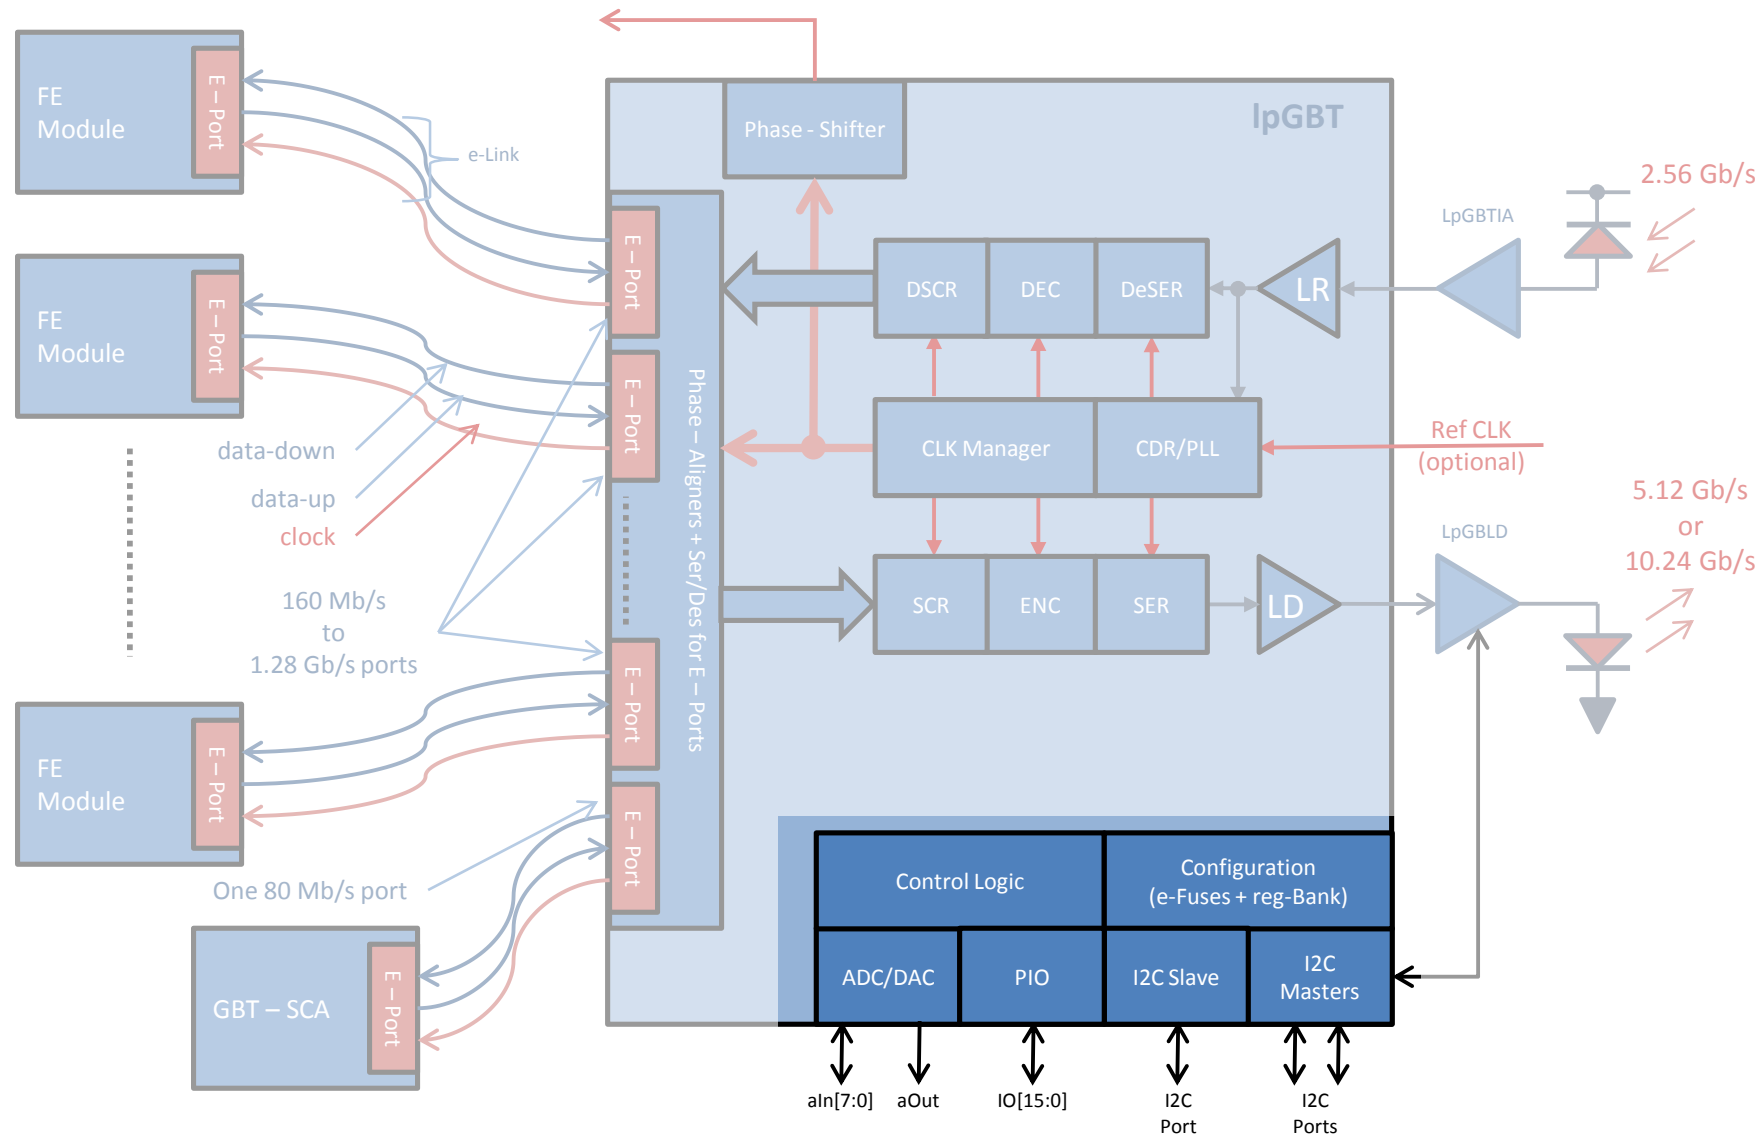 FE
Module
E – Port
e-Link
Phase - Shifter
lpGBT
2.56 Gb/s
LpGBTIA
E – Port
DSCR
DEC
DeSER
LR
FE
Module
E – Port
E – Port
Phase – Aligners + Ser/Des for E – Ports
CLK Manager
CDR/PLL
Ref CLK
(optional)
data-down
data-up
clock
5.12 Gb/s
or
10.24 Gb/s
LpGBLD
160 Mb/s
to
1.28 Gb/s ports
SCR
ENC
SER
LD
E – Port
FE
Module
E – Port
E – Port
One 80 Mb/s port
Control Logic
Configuration
(e-Fuses + reg-Bank)
GBT – SCA
E – Port
ADC/DAC
PIO
I2C Slave
I2C
Masters
aIn[7:0]
aOut
IO[15:0]
I2C
Port
I2C
Ports